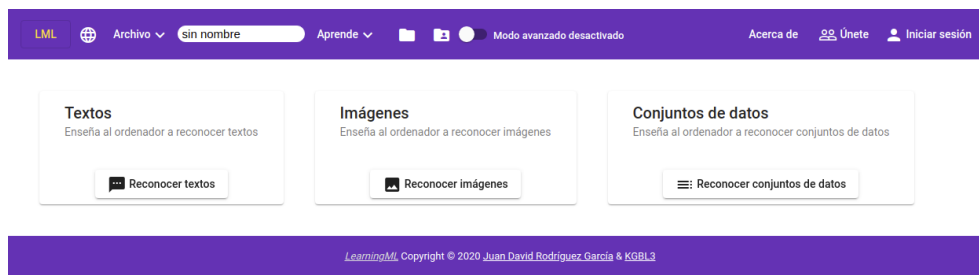 LML Archivo sin nombre Aprende Modo avanzado desactivado Acerca de Únete Iniciar sesión
Textos
Enseña al ordenador a reconocer textos
Reconocer textos
Imágenes
Enseña al ordenador a reconocer imágenes
Reconocer imágenes
Conjuntos de datos
Enseña al ordenador a reconocer conjuntos de datos
Reconocer conjuntos de datos
LearningML Copyright © 2020 Juan David Rodríguez García & KGBL3